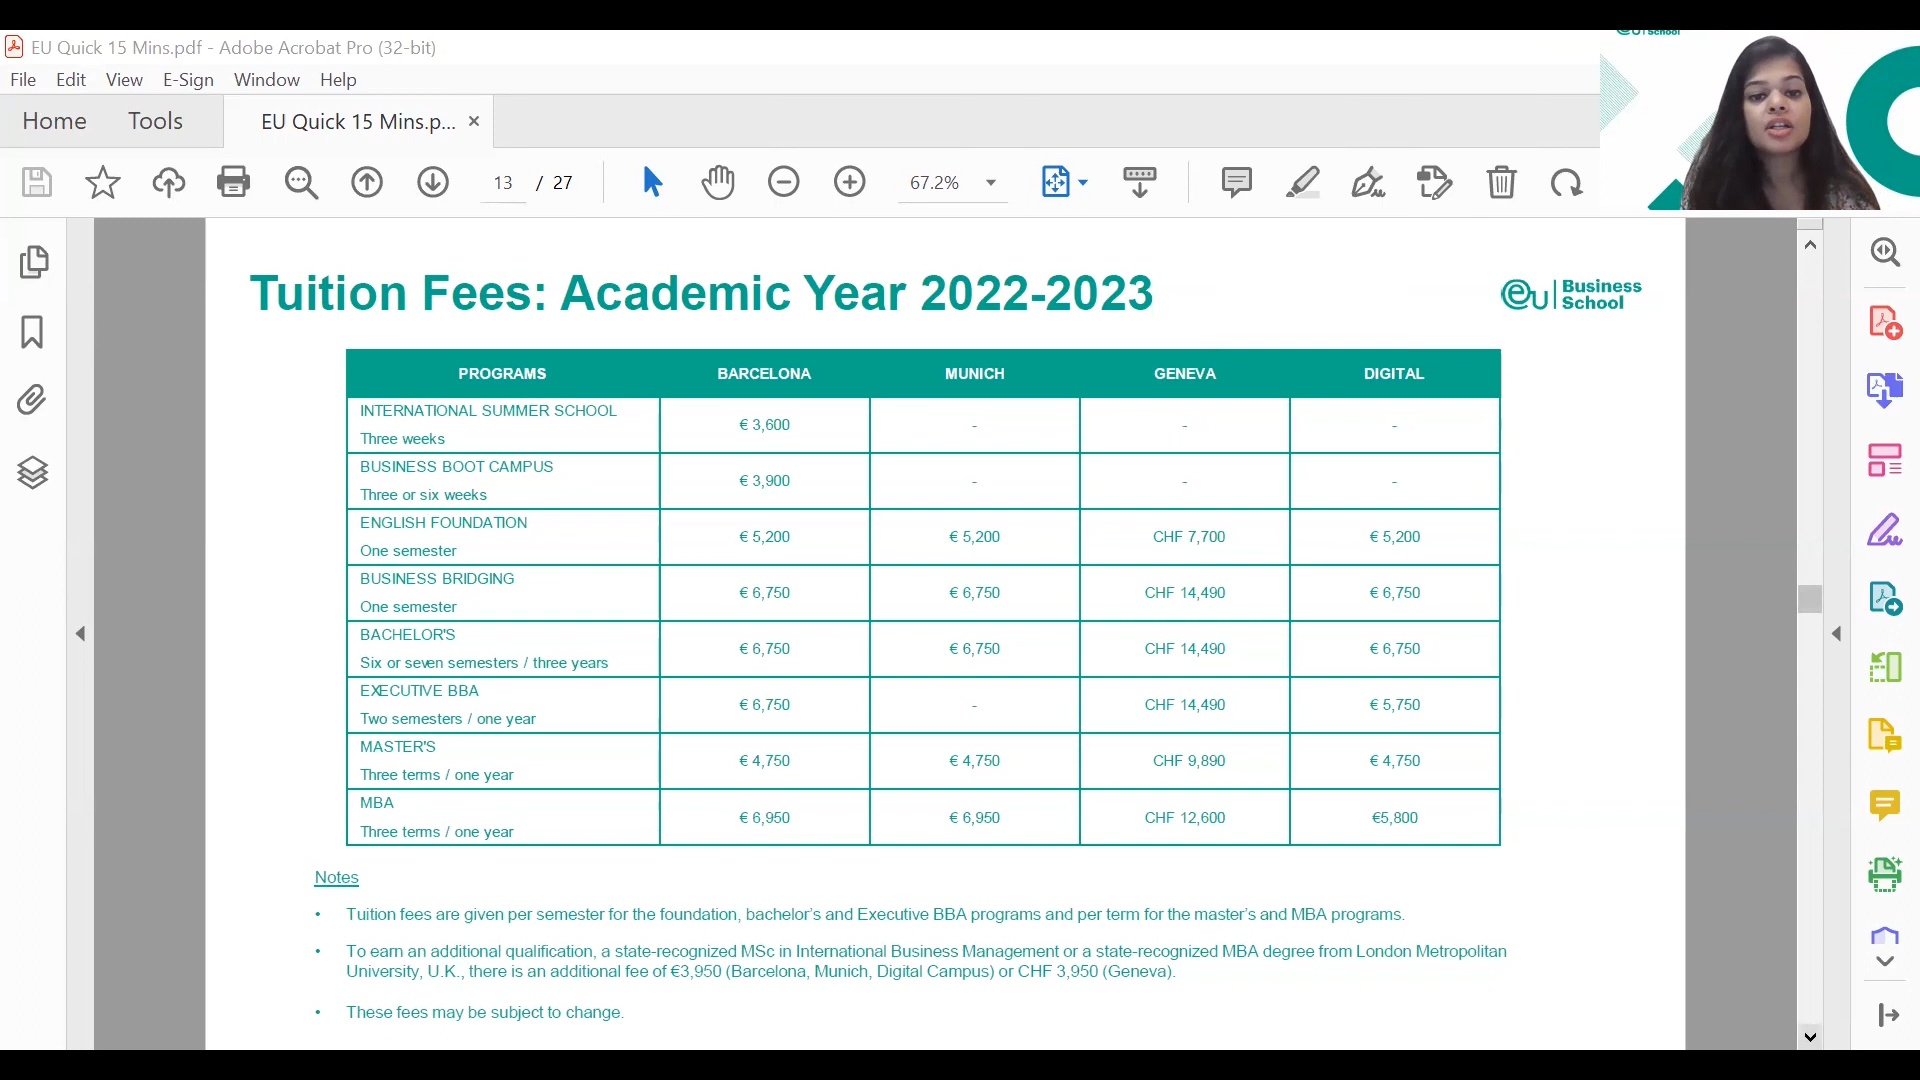 EU Quick 15 Mins.pdf - Adobe Acrobat Pro (32-bit)
File Edit View E-Sign Window Help
Home Tools EU Quick 15 Mins.p... ×
13 / 27 67.2%
Tuition Fees: Academic Year 2022-2023
eu Business
School
PROGRAMS BARCELONA MUNICH GENEVA DIGITAL
INTERNATIONAL SUMMER SCHOOL
Three weeks
€ 3,600 - - -
BUSINESS BOOT CAMPUS
Three or six weeks
€ 3,900 - - -
ENGLISH FOUNDATION
One semester
€ 5,200 € 5,200 CHF 7,700 € 5,200
BUSINESS BRIDGING
One semester
€ 6,750 € 6,750 CHF 14,490 € 6,750
BACHELOR'S
Six or seven semesters / three years
€ 6,750 € 6,750 CHF 14,490 € 6,750
EXECUTIVE BBA
Two semesters / one year
€ 6,750 - CHF 14,490 € 5,750
MASTER'S
Three terms / one year
€ 4,750 € 4,750 CHF 9,890 € 4,750
MBA
Three terms / one year
€ 6,950 € 6,950 CHF 12,600 €5,800
Notes
• Tuition fees are given per semester for the foundation, bachelor's and Executive BBA programs and per term for the master's and MBA programs.
• To earn an additional qualification, a state-recognized MSc in International Business Management or a state-recognized MBA degree from London Metropolitan
University, U.K., there is an additional fee of €3,950 (Barcelona, Munich, Digital Campus) or CHF 3,950 (Geneva).
• These fees may be subject to change.